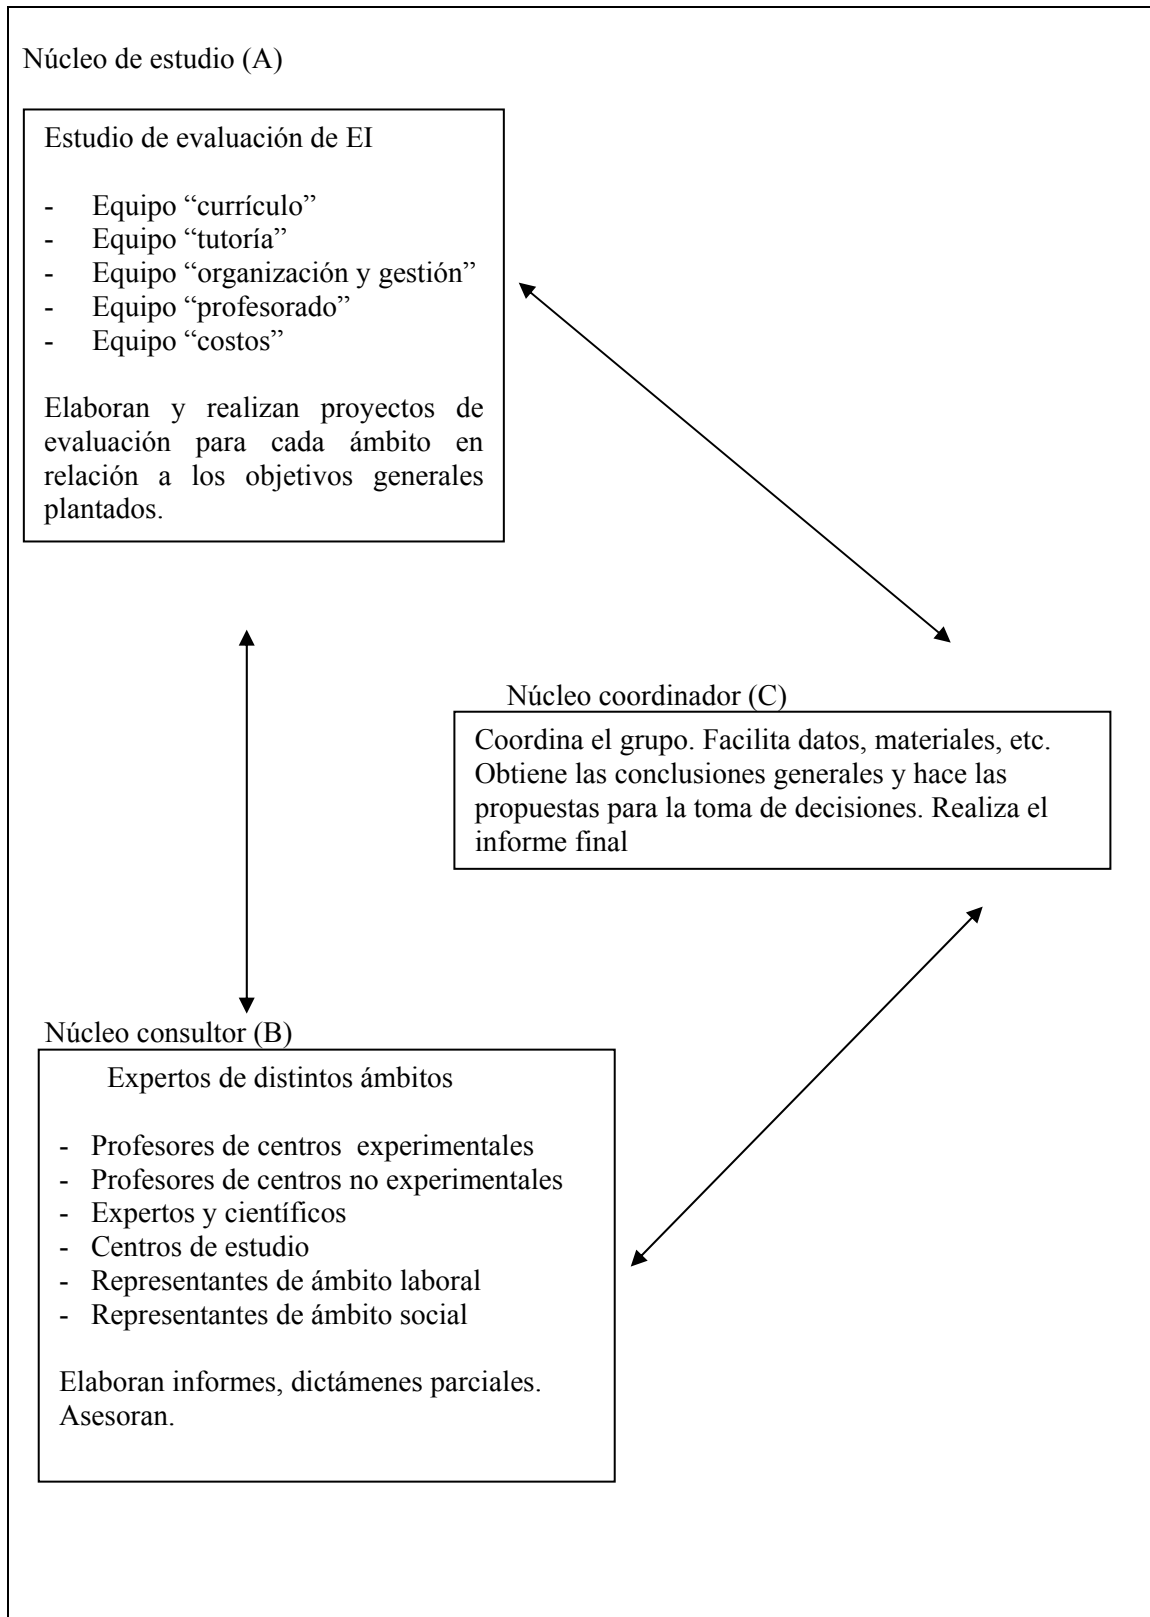 Núcleo de estudio (A)
Estudio de evaluación de EI
- Equipo “currículo”
- Equipo “tutoría”
- Equipo “organización y gestión”
- Equipo “profesorado”
- Equipo “costos”
Elaboran y realizan proyectos de
evaluación para cada ámbito en
relación a los objetivos generales
plantados.
Núcleo coordinador (C)
Coordina el grupo. Facilita datos, materiales, etc.
Obtiene las conclusiones generales y hace las
propuestas para la toma de decisiones. Realiza el
informe final
Núcleo consultor (B)
Expertos de distintos ámbitos
- Profesores de centros experimentales
- Profesores de centros no experimentales
- Expertos y científicos
- Centros de estudio
- Representantes de ámbito laboral
- Representantes de ámbito social
Elaboran informes, dictámenes parciales.
Asesoran.